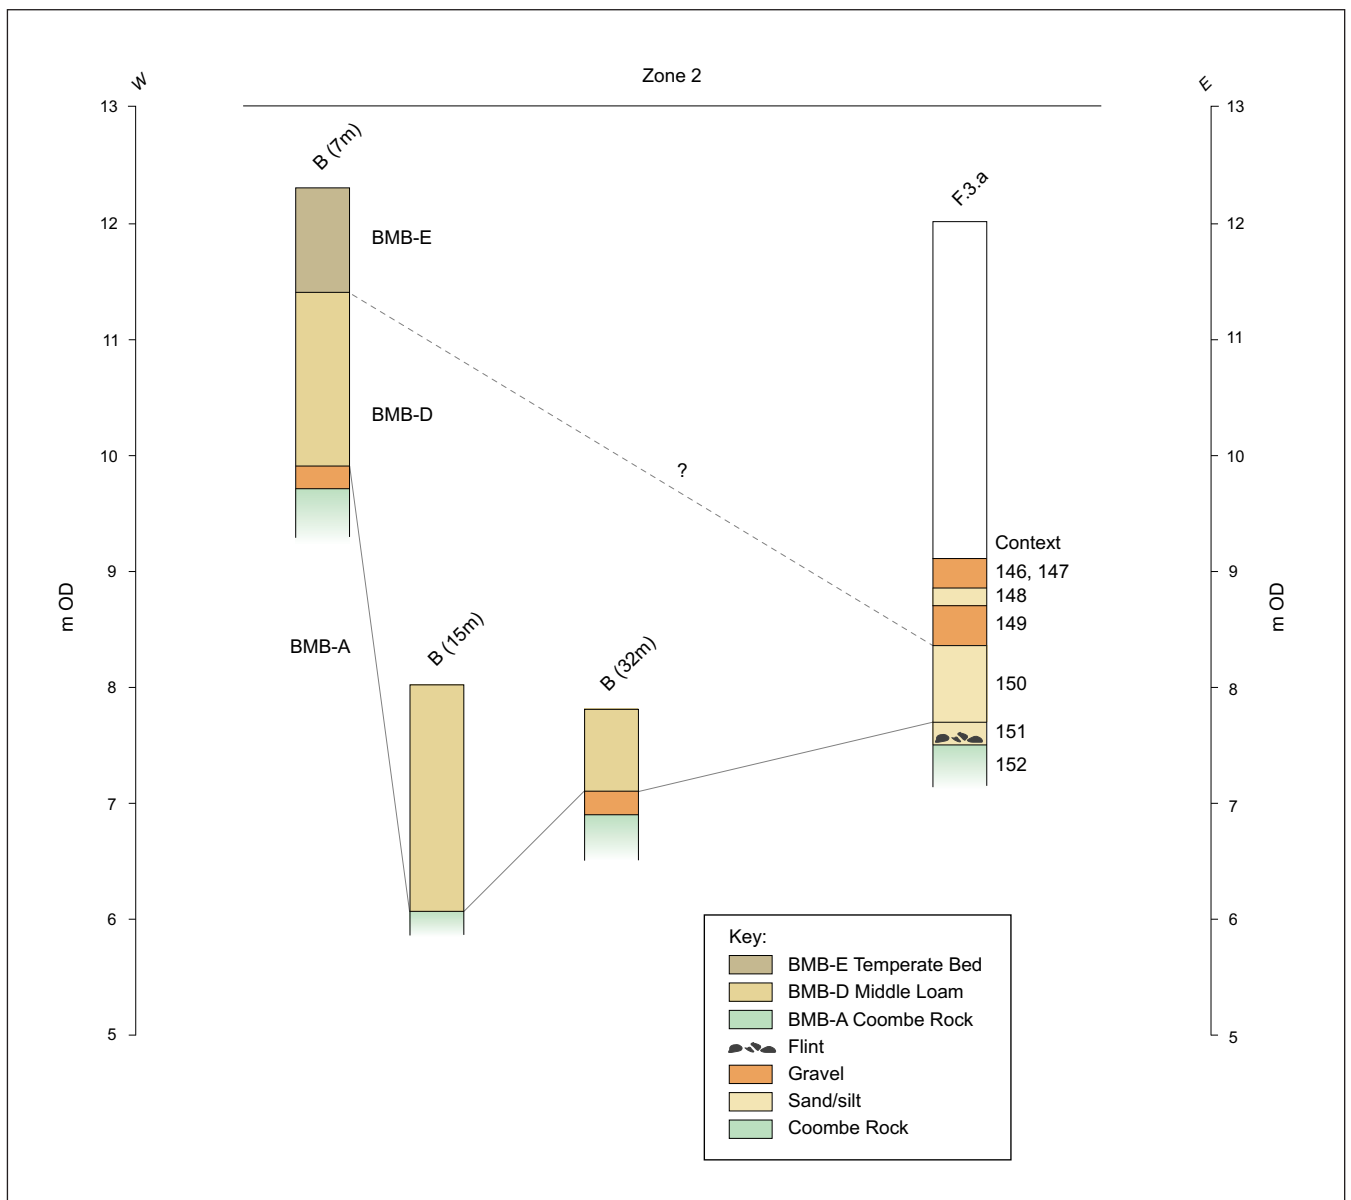 Zone 2
W
E
13
12
11
10
9
8
7
6
5
m OD
B (7m)
BMB-E
BMB-D
BMB-A
B (15m)
B (32m)
?
F.3.a
Context
146, 147
148
149
150
151
152
13
12
11
10
9
8
7
6
5
m OD
Key:
BMB-E Temperate Bed
BMB-D Middle Loam
BMB-A Coombe Rock
Flint
Gravel
Sand/silt
Coombe Rock